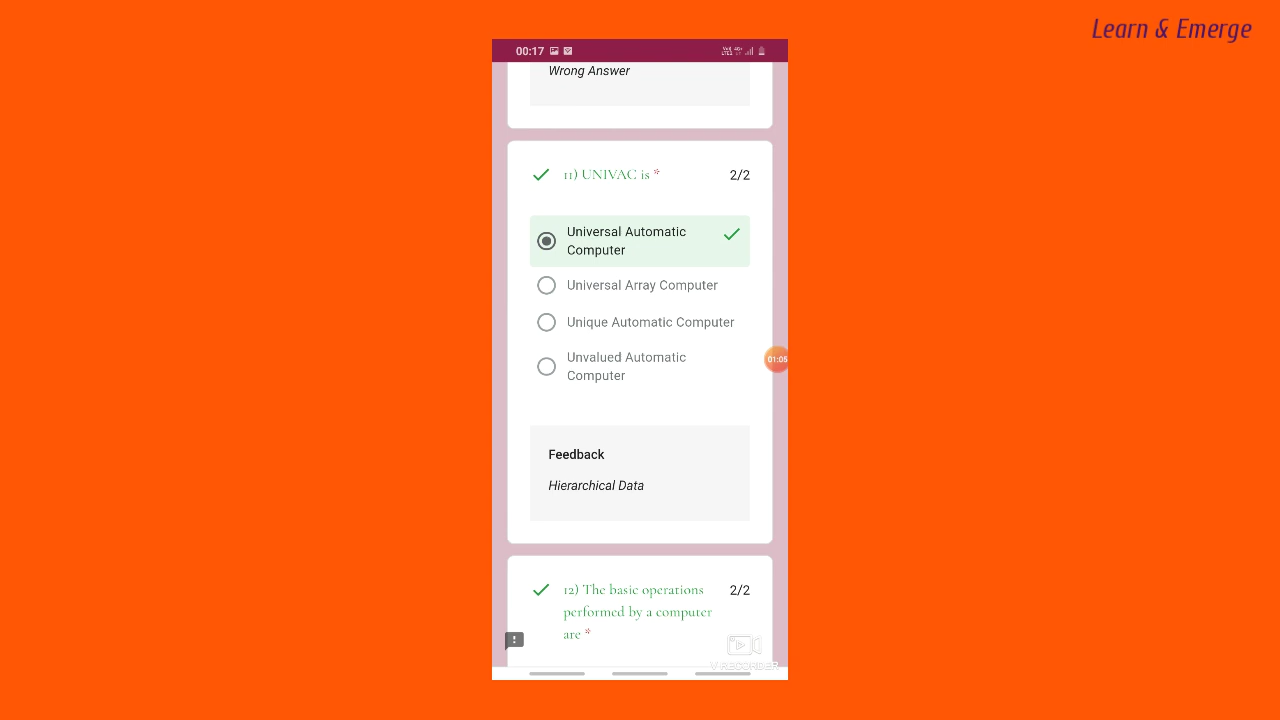 Learn & Emerge
00:17
Wrong Answer
11) UNIVAC is *
2/2
Universal Automatic
Computer
Universal Array Computer
Unique Automatic Computer
Unvalued Automatic
Computer
01:05
Feedback
Hierarchical Data
12) The basic operations
performed by a computer
are *
2/2
V RECORDER